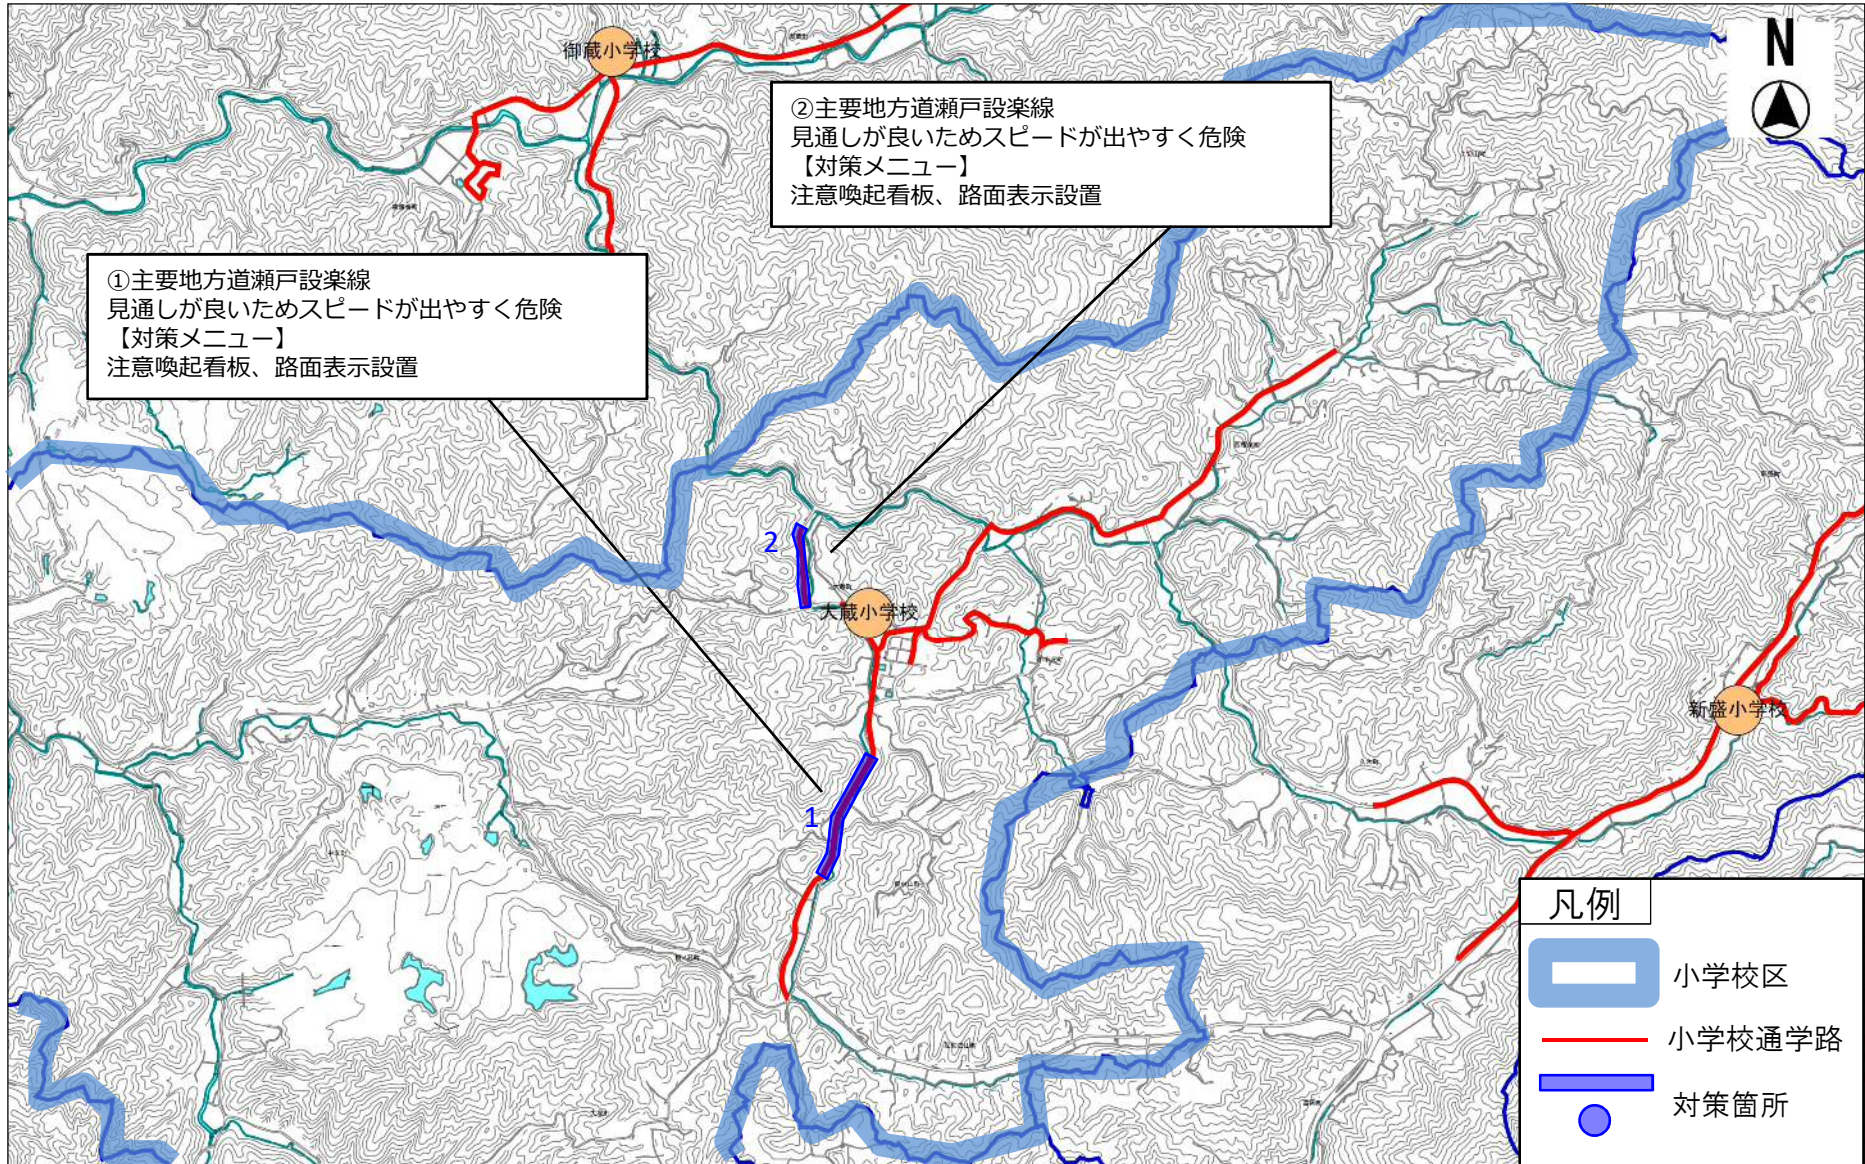 御蔵小学校
N
②主要地方道瀬戸設楽線
見通しが良いためスピードが出やすく危険
【対策メニュー】
注意喚起看板、路面表示設置
①主要地方道瀬戸設楽線
見通しが良いためスピードが出やすく危険
【対策メニュー】
注意喚起看板、路面表示設置
2
大蔵小学校
新盛小学校
1
凡例
小学校区
小学校通学路
対策箇所